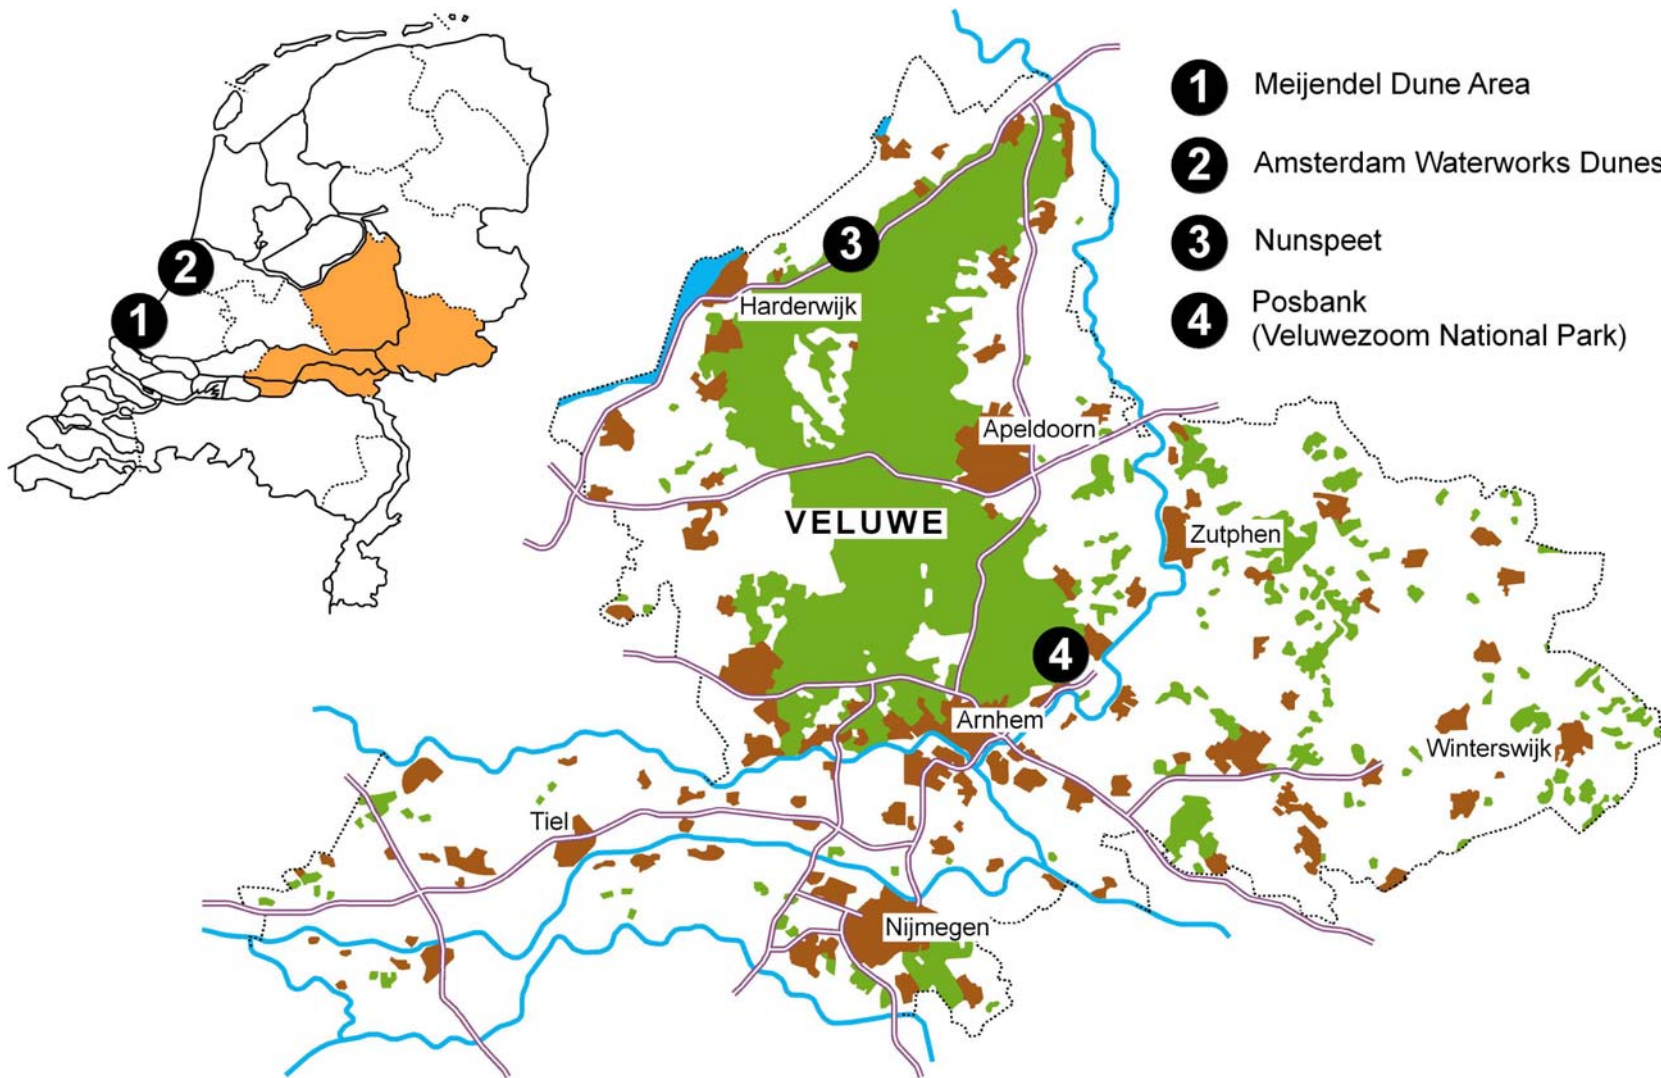 1 Meijendel Dune Area
2 Amsterdam Waterworks Dunes
3 Nunspeet
4 Posbank
(Veluwezoom National Park)
2
1
3
Harderwijk
Apeldoorn
VELUWE
Zutphen
4
Arnhem
Winterswijk
Tiel
Nijmegen